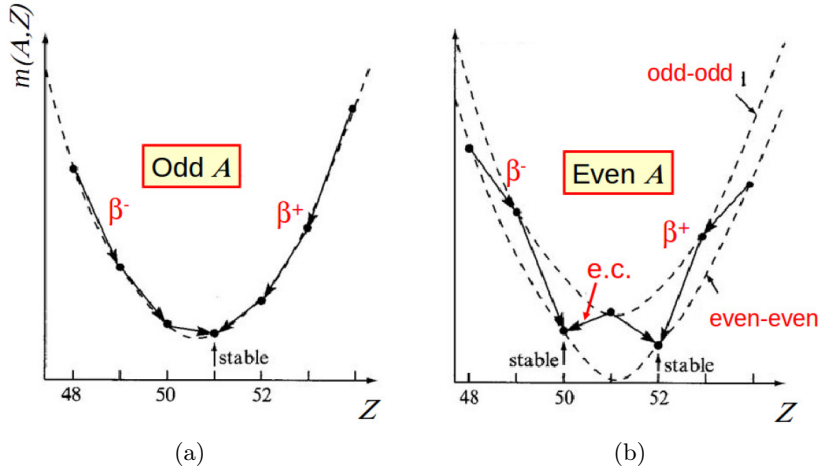 m(A,Z)
Odd A
β-
β+
stable
48
50
52
Z
(a)
odd-odd
Even A
β-
β+
e.c.
even-even
stable
stable
48
50
52
Z
(b)